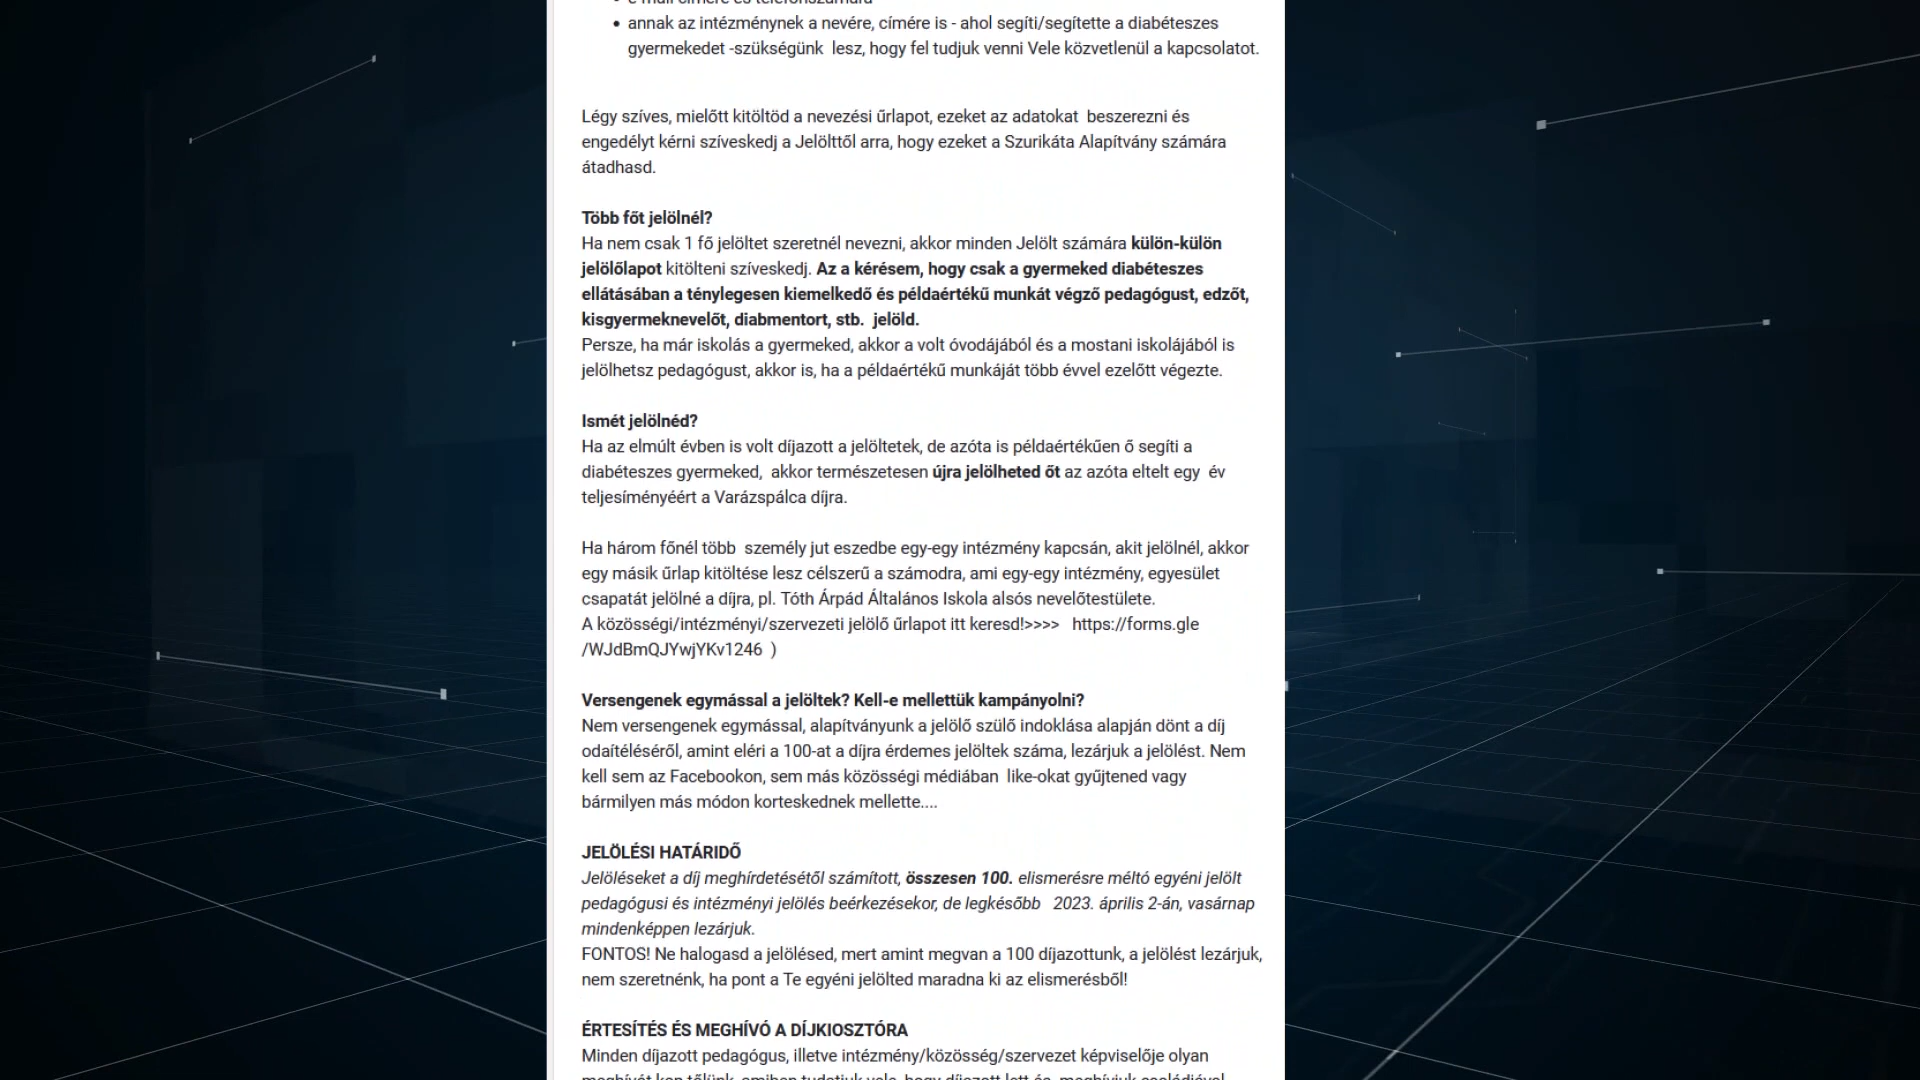 annak az intézménynek a nevére, címére is - ahol segíti/segítette a diabéteszes
gyermekedet -szükségünk  lesz, hogy fel tudjuk venni Vele közvetlenül a kapcsolatot.
Légy szíves, mielőtt kitöltöd a nevezési űrlapot, ezeket az adatokat  beszerezni és
engedélyt kérni szíveskedj a Jelölttől arra, hogy ezeket a Szurikáta Alapítvány számára
átadhasd.
Több főt jelölnél?
Ha nem csak 1 fő jelöltet szeretnél nevezni, akkor minden Jelölt számára külön-külön
jelölőlapot kitölteni szíveskedj. Az a kérésem, hogy csak a gyermeked diabéteszes
ellátásában a ténylegesen kiemelkedő és példaértékű munkát végző pedagógust, edzőt,
kisgyermeknevelőt, diabmentort, stb.  jelöld.
Persze, ha már iskolás a gyermeked, akkor a volt óvodájából és a mostani iskolájából is
jelölhetsz pedagógust, akkor is, ha a példaértékű munkáját több évvel ezelőtt végezte.
Ismét jelölnéd?
Ha az elmúlt évben is volt díjazott a jelöltetek, de azóta is példaértékűen ő segíti a
diabéteszes gyermeked,  akkor természetesen újra jelölheted őt az azóta eltelt egy  év
teljesíményéért a Varázspálca díjra.
Ha három főnél több  személy jut eszedbe egy-egy intézmény kapcsán, akit jelölnél, akkor
egy másik űrlap kitöltése lesz célszerű a számodra, ami egy-egy intézmény, egyesület
csapatát jelölné a díjra, pl. Tóth Árpád Általános Iskola alsós nevelőtestülete.
A közösségi/intézményi/szervezeti jelölő űrlapot itt keresd!>>>>   https://forms.gle
/WJdBmQJYwjYKv1246  )
Versengenek egymással a jelöltek? Kell-e mellettük kampányolni?
Nem versengenek egymással, alapítványunk a jelölő szülő indoklása alapján dönt a díj
odaítéléséről, amint eléri a 100-at a díjra érdemes jelöltek száma, lezárjuk a jelölést. Nem
kell sem az Facebookon, sem más közösségi médiában  like-okat gyűjtened vagy
bármilyen más módon korteskednek mellette....
JELÖLÉSI HATÁRIDŐ
Jelöléseket a díj meghírdetésétől számított, összesen 100. elismerésre méltó egyéni jelölt
pedagógusi és intézményi jelölés beérkezésekor, de legkésőbb   2023. április 2-án, vasárnap
mindenképpen lezárjuk.
FONTOS! Ne halogasd a jelölésed, mert amint megvan a 100 díjazottunk, a jelölést lezárjuk,
nem szeretnénk, ha pont a Te egyéni jelölted maradna ki az elismerésből!
ÉRTESÍTÉS ÉS MEGHÍVÓ A DÍJKIOSZTÓRA
Minden díjazott pedagógus, illetve intézmény/közösség/szervezet képviselője olyan